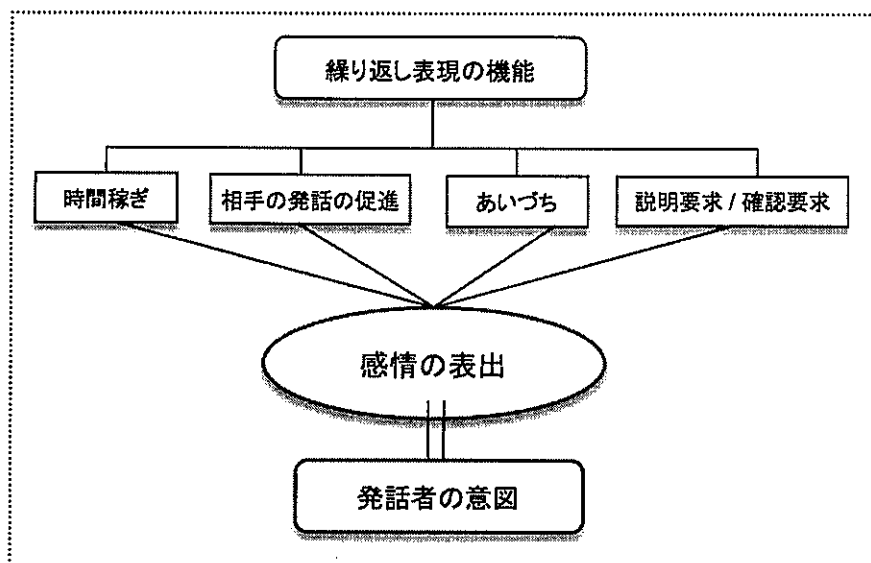 繰り返し表現の機能
時間稼ぎ
相手の発話の促進
あいづち
説明要求 / 確認要求
感情の表出
発話者の意図